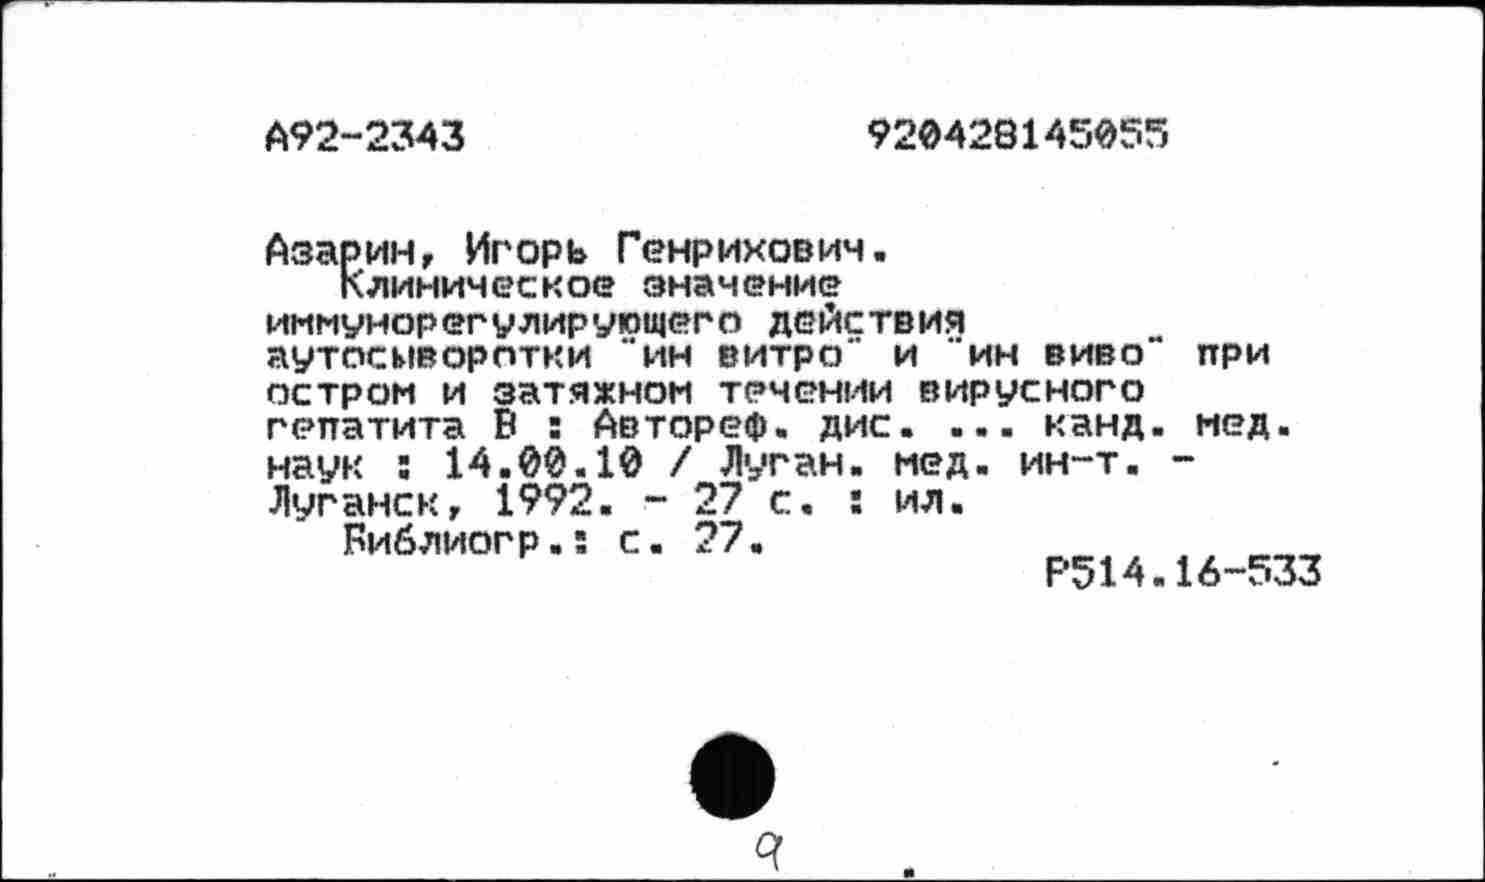 А92-2343 920428145055
Азарин, Игорь Генрихович.
Клиническое значение
иммунорегулирующего действия
аутосыворотки "ин витро" и "ин виво" при
остром и затяжном течении вирусного
гепатита В : Автореф. дис. ... канд. мед.
наук : 14.00.10 / Луган. мед. ин-т. -
Луганск, 1992. - 27 с. : ил.
Библиогр.: с. 27.
Р514.16-533
9